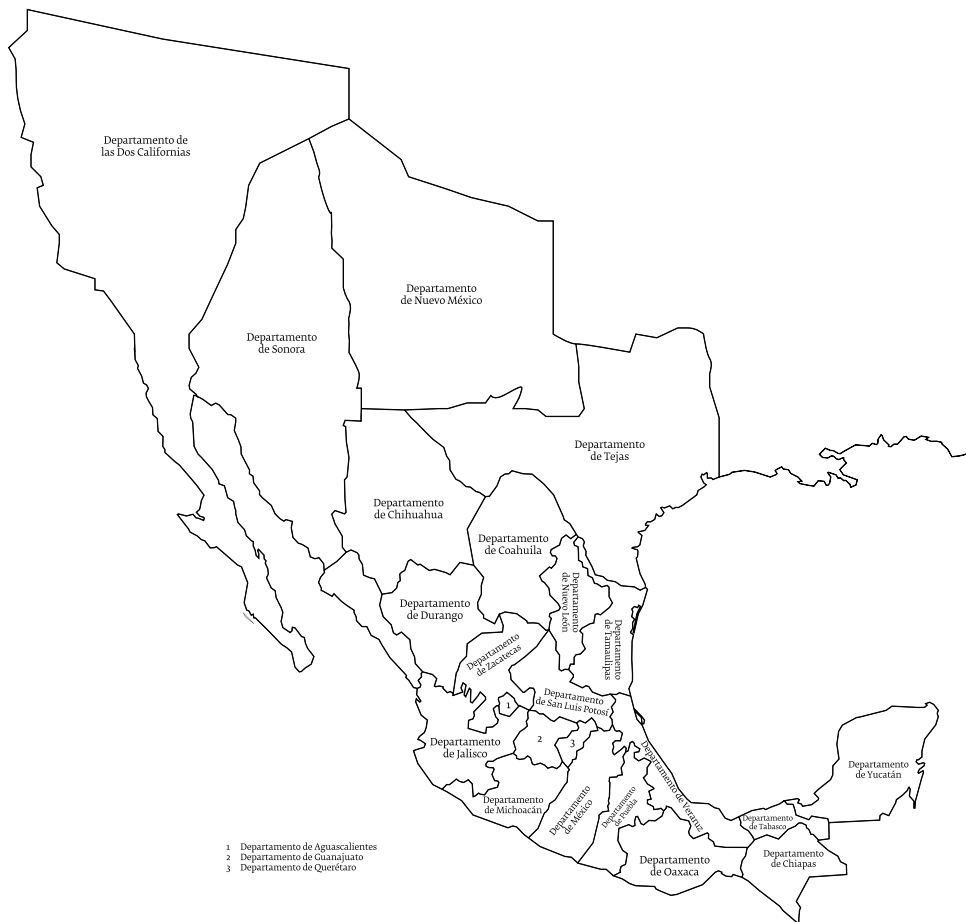 Departamento de
las Dos Californias
Departamento
de Nuevo México
Departamento
de Sonora
Departamento
de Tejas
Departamento
de Chihuahua
Departamento
de Coahuila
Departamento
de Nuevo León
Departamento
de Durango
Departamento
de Tamaulipas
Departamento
de Zacatecas
Departamento
de San Luis Potosí
1
2
3
Departamento
de Jalisco
Departamento
de Michoacán
Departamento
de México
Departamento
de Puebla
Departamento de Veraruz
Departamento
de Yucatán
Departamento
de Tabasco
Departamento
de Chiapas
Departamento
de Oaxaca
1 Departamento de Aguascalientes
2 Departamento de Guanajuato
3 Departamento de Querétaro